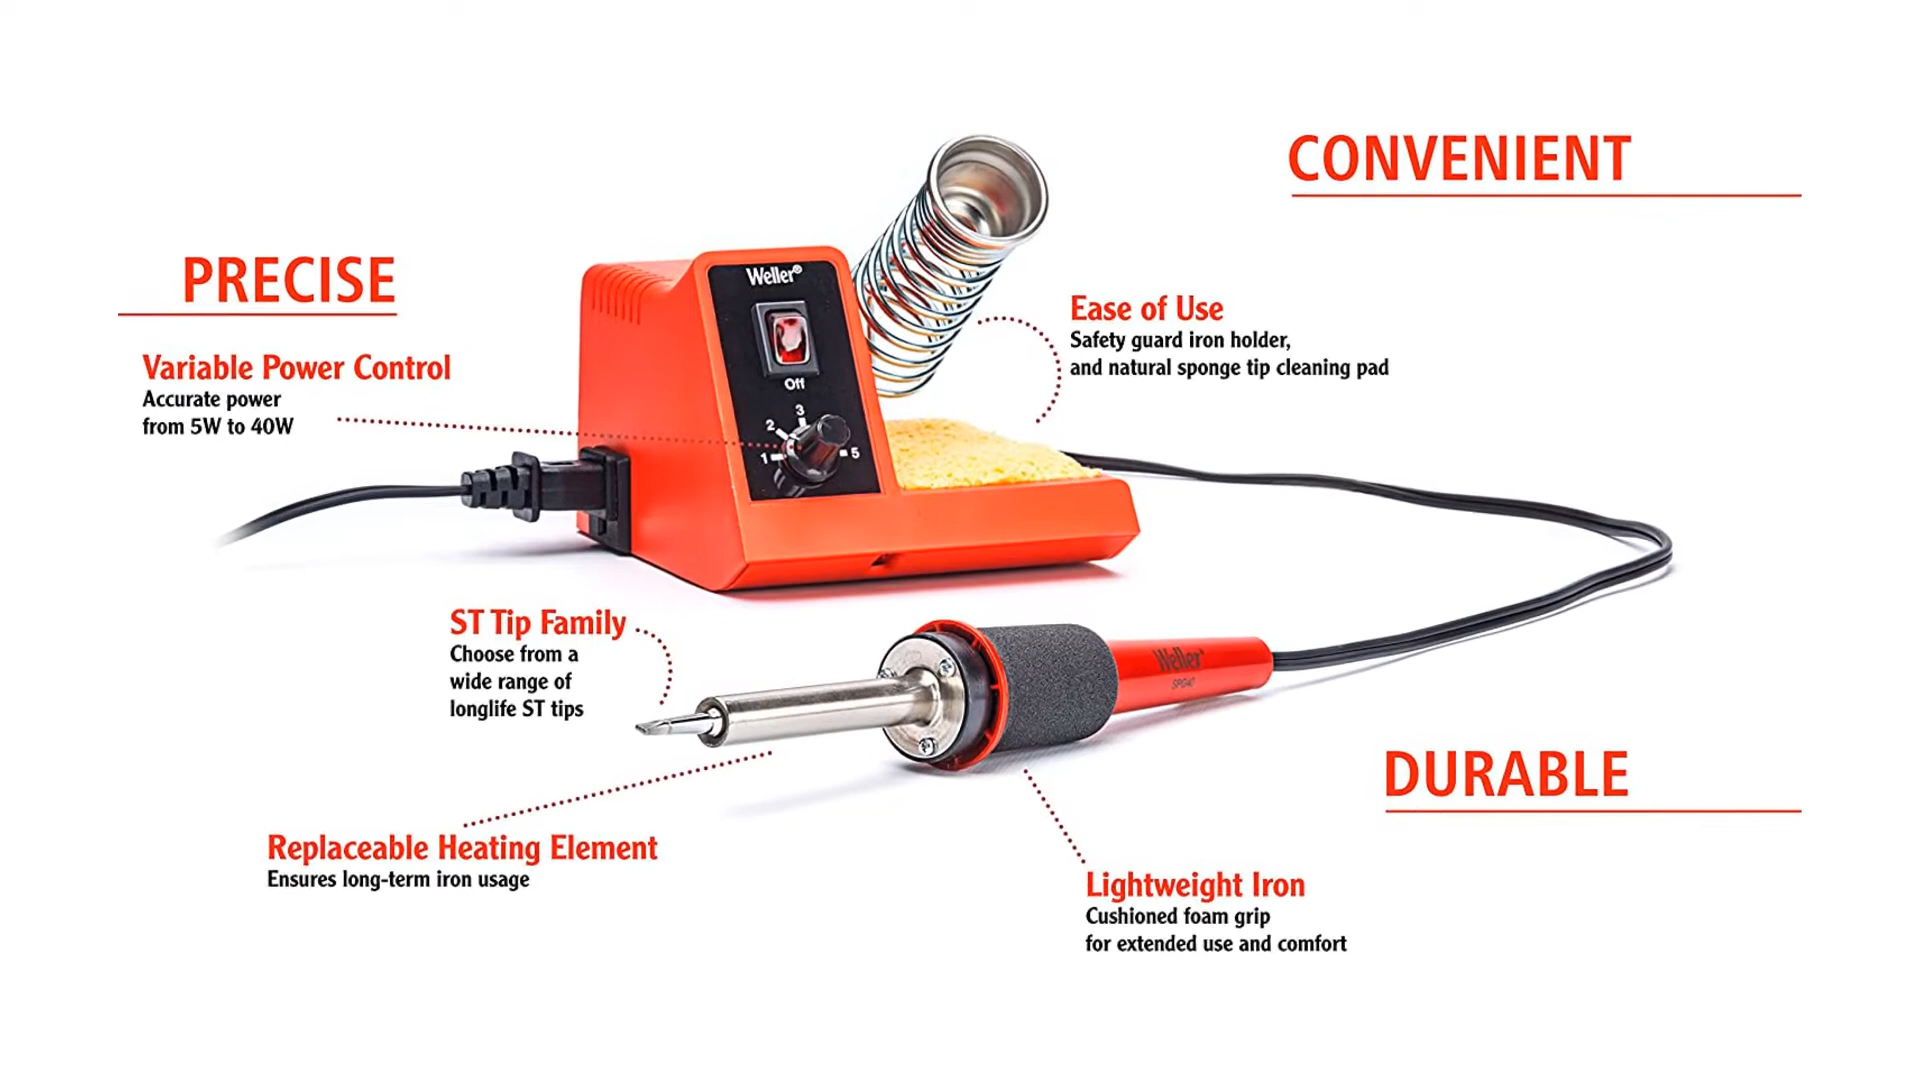 CONVENIENT
PRECISE
Variable Power Control
Accurate power
from 5W to 40W
Weller®
Off
3
2
1
5
Ease of Use
Safety guard iron holder,
and natural sponge tip cleaning pad
ST Tip Family
Choose from a
wide range of
longlife ST tips
Weller
SPG40
DURABLE
Replaceable Heating Element
Ensures long-term iron usage
Lightweight Iron
Cushioned foam grip
for extended use and comfort